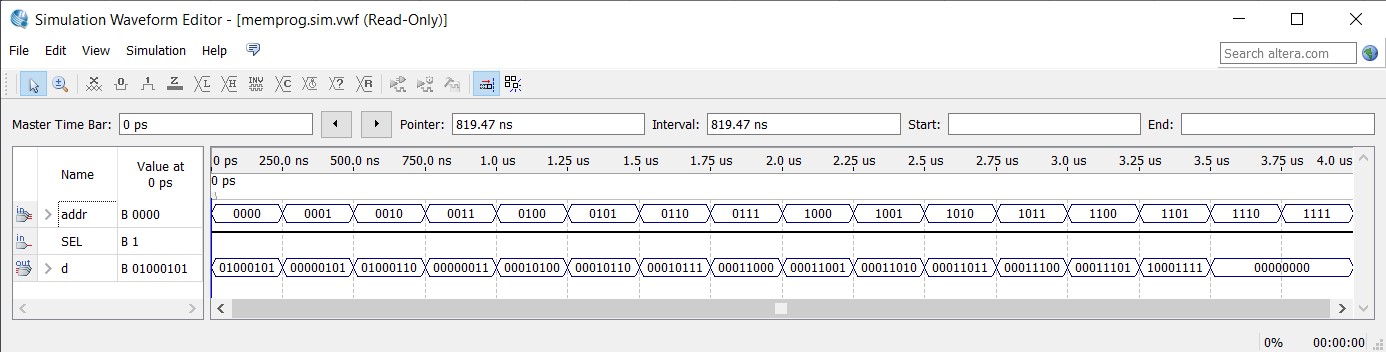 Simulation Waveform Editor - [memprog.sim.vwf (Read-Only)]
File Edit View Simulation Help
Search altera.com
Master Time Bar: 0 ps Pointer: 819.47 ns Interval: 819.47 ns Start: End:
Name Value at 0 ps
0 ps 250.0 ns 500.0 ns 750.0 ns 1.0 us 1.25 us 1.5 us 1.75 us 2.0 us 2.25 us 2.5 us 2.75 us 3.0 us 3.25 us 3.5 us 3.75 us 4.0 us
0 ps
in addr B 0000 0000 0001 0010 0011 0100 0101 0110 0111 1000 1001 1010 1011 1100 1101 1110 1111
in SEL B 1
out d B 01000101 01000101 00000101 01000110 00000011 00010100 00010110 00010111 00011000 00011001 00011010 00011011 00011100 00011101 10001111 00000000
0% 00:00:00